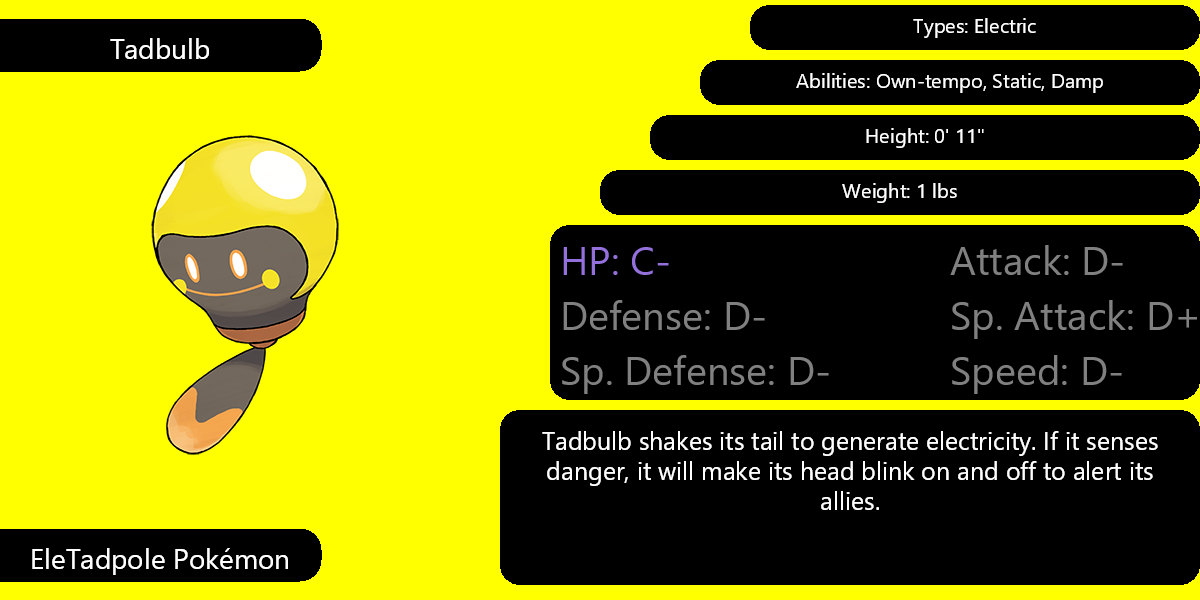 Tadbulb
Types: Electric
Abilities: Own-tempo, Static, Damp
Height: 0' 11"
Weight: 1 lbs
HP: C-
Attack: D-
Defense: D-
Sp. Attack: D+
Sp. Defense: D-
Speed: D-
Tadbulb shakes its tail to generate electricity. If it senses
danger, it will make its head blink on and off to alert its
allies.
EleTadpole Pokémon